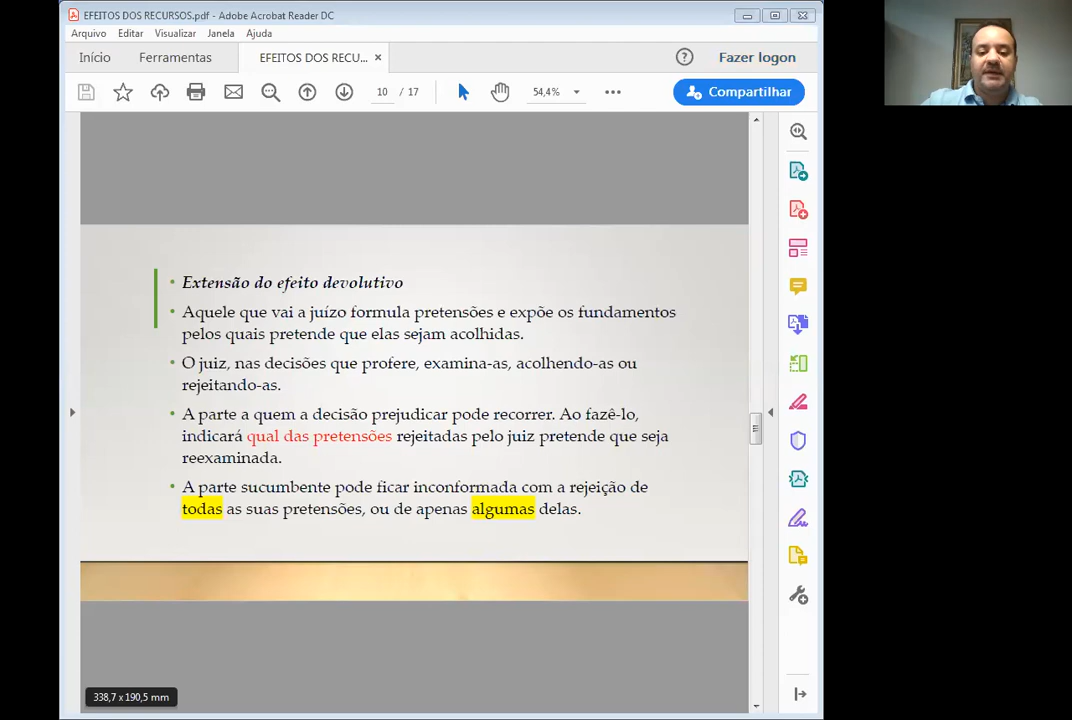 EFEITOS DOS RECURSOS.pdf - Adobe Acrobat Reader DC
Arquivo Editar Visualizar Janela Ajuda
Início Ferramentas EFEITOS DOS RECU... × Fazer logon
10 / 17 54,4% Compartilhar
• Extensão do efeito devolutivo
• Aquele que vai a juízo formula pretensões e expõe os fundamentos
pelos quais pretende que elas sejam acolhidas.
• O juiz, nas decisões que profere, examina-as, acolhendo-as ou
rejeitando-as.
• A parte a quem a decisão prejudicar pode recorrer. Ao fazê-lo,
indicará qual das pretensões rejeitadas pelo juiz pretende que seja
reexaminada.
• A parte sucumbente pode ficar inconformada com a rejeição de
todas as suas pretensões, ou de apenas algumas delas.
338,7 x 190,5 mm